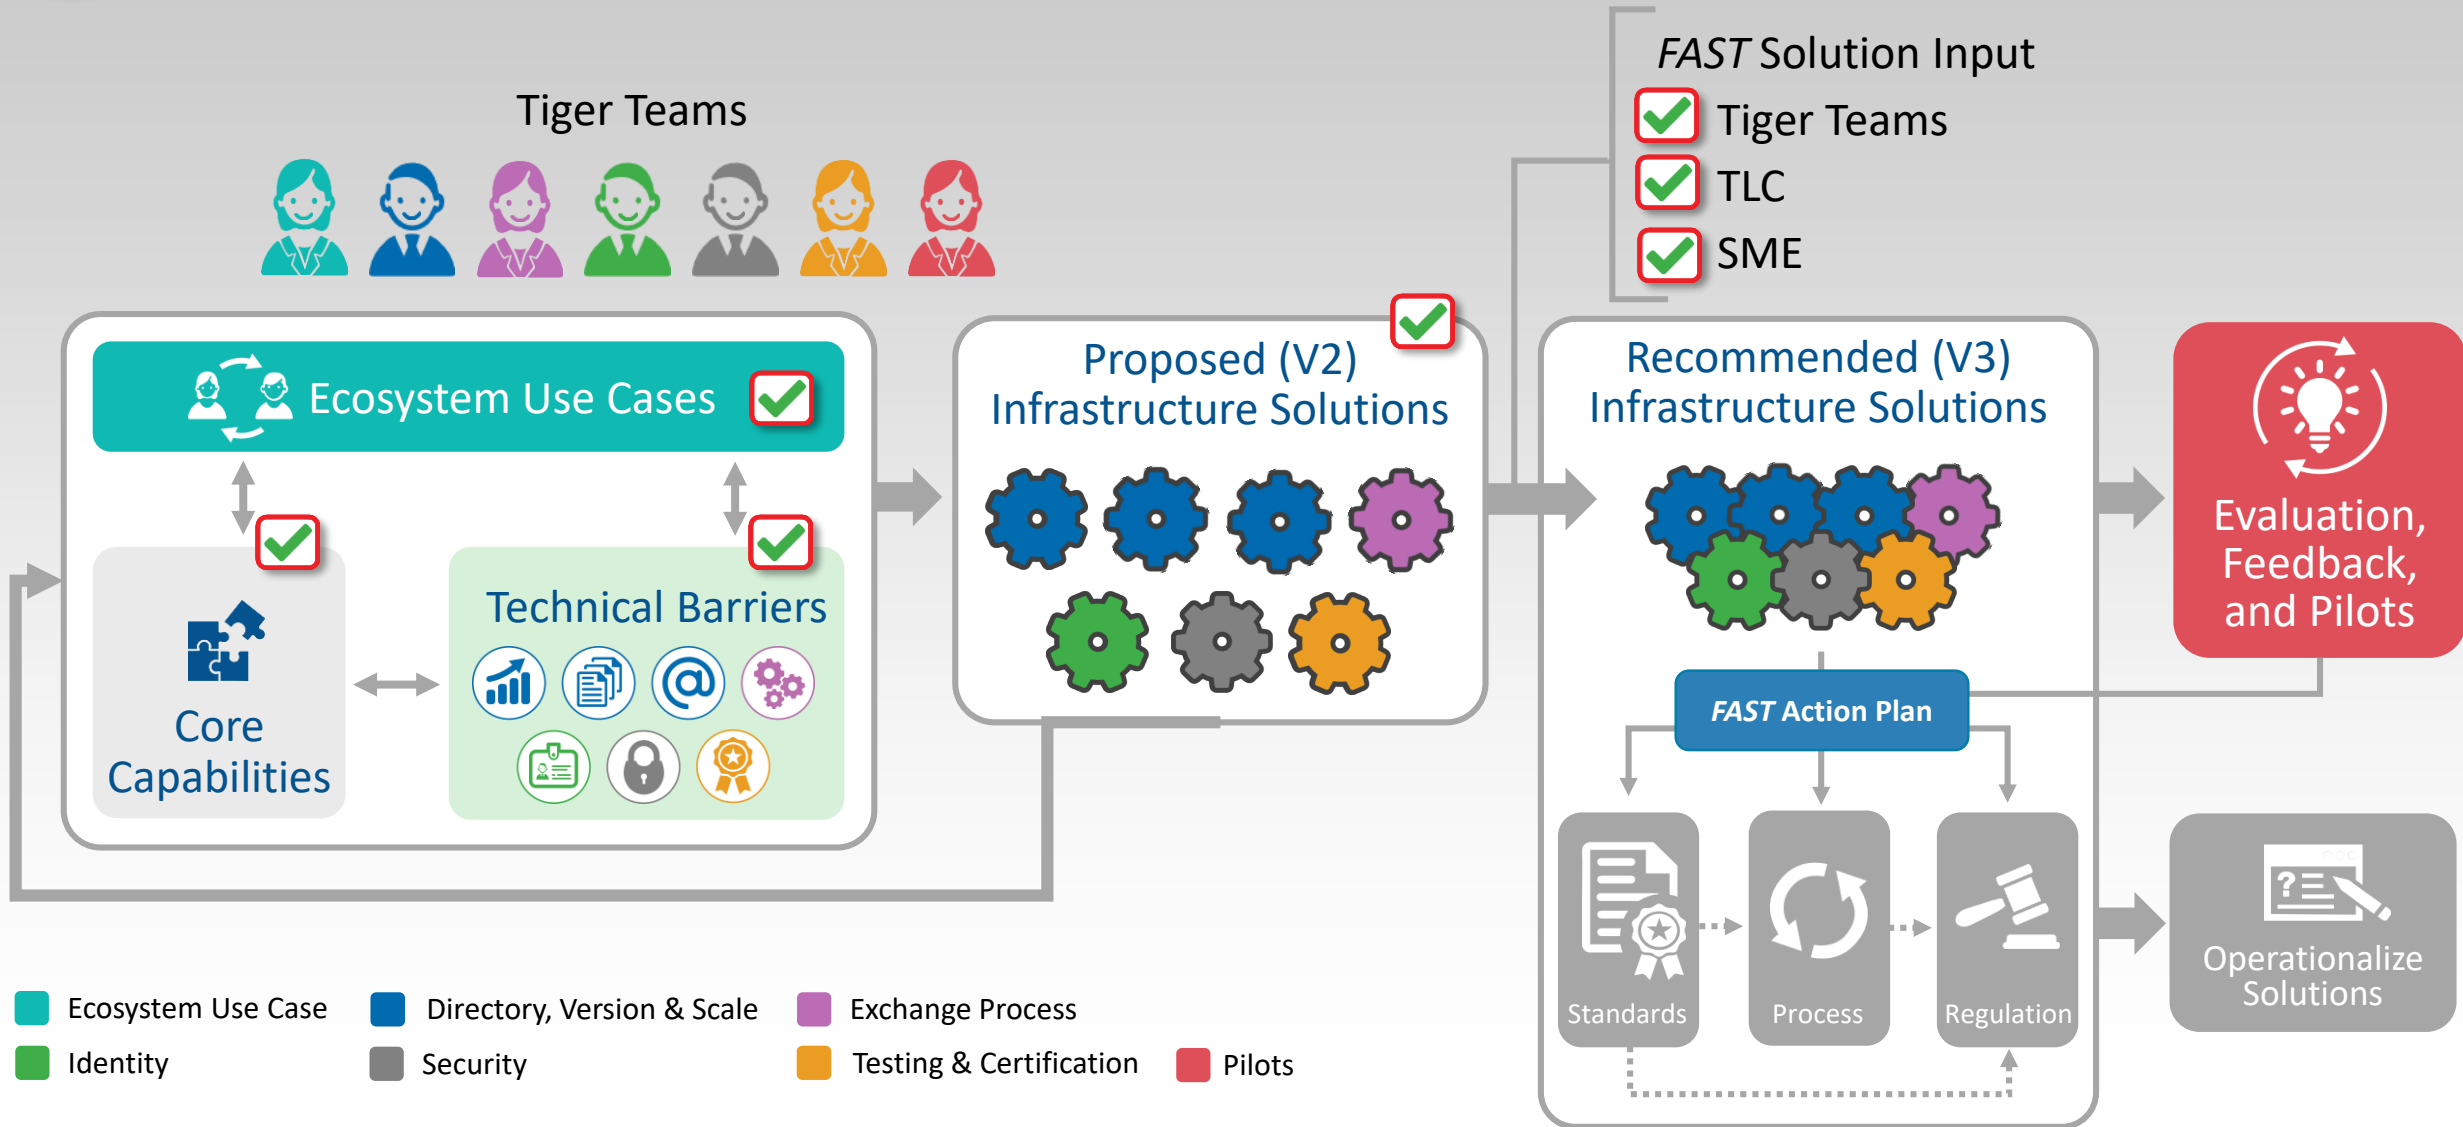 Tiger Teams
FAST Solution Input
Tiger Teams
TLC
SME
Ecosystem Use Cases
Core
Capabilities
Technical Barriers
Proposed (V2)
Infrastructure Solutions
Recommended (V3)
Infrastructure Solutions
FAST Action Plan
Standards
Process
Regulation
Evaluation,
Feedback,
and Pilots
Operationalize
Solutions
Ecosystem Use Case
Directory, Version & Scale
Exchange Process
Identity
Security
Testing & Certification
Pilots